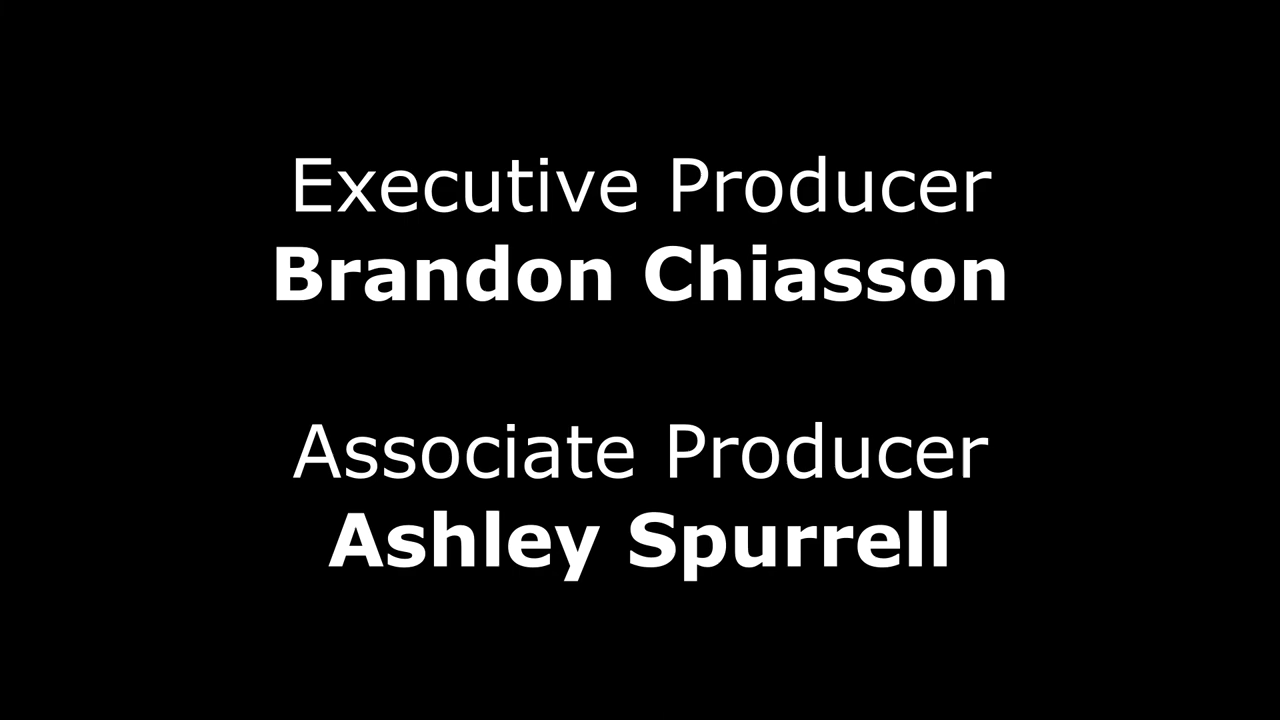 Executive Producer
Brandon Chiasson
Associate Producer
Ashley Spurrell